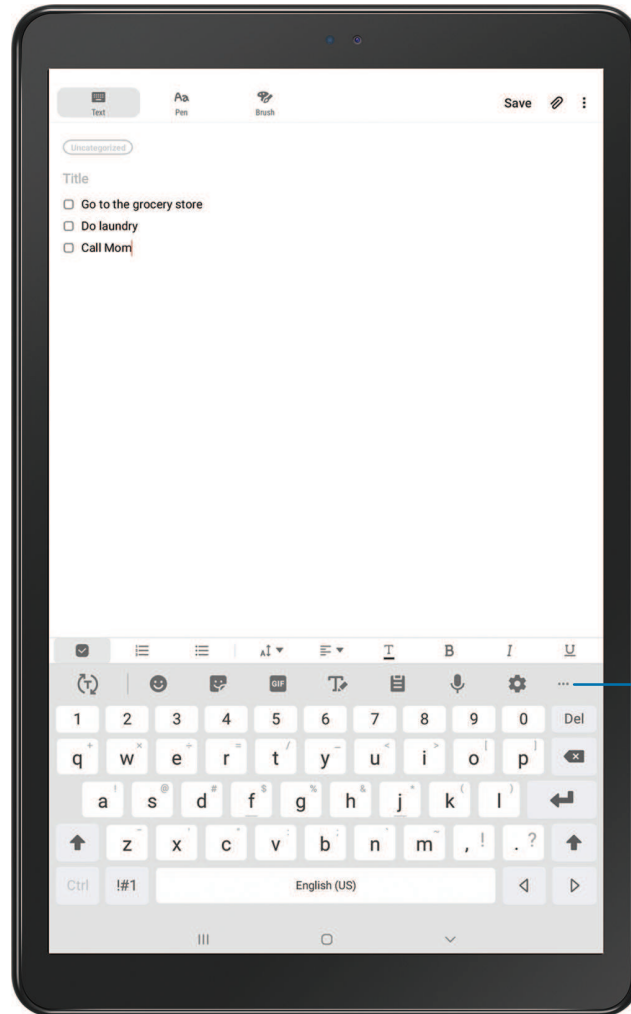 Text Pen Brush Save
Uncategorized
Title
Go to the grocery store
Do laundry
Call Mom
A T B I U
T GIF T
1 2 3 4 5 6 7 8 9 0 Del
q + w × e ÷ r = t / y _ u < i > o [ p ]
a ! s @ d # f $ g % h & j * k ( l )
z - x ' c " v : b ; n ' m ~ , ! . ?
Ctrl !#1 English (US)